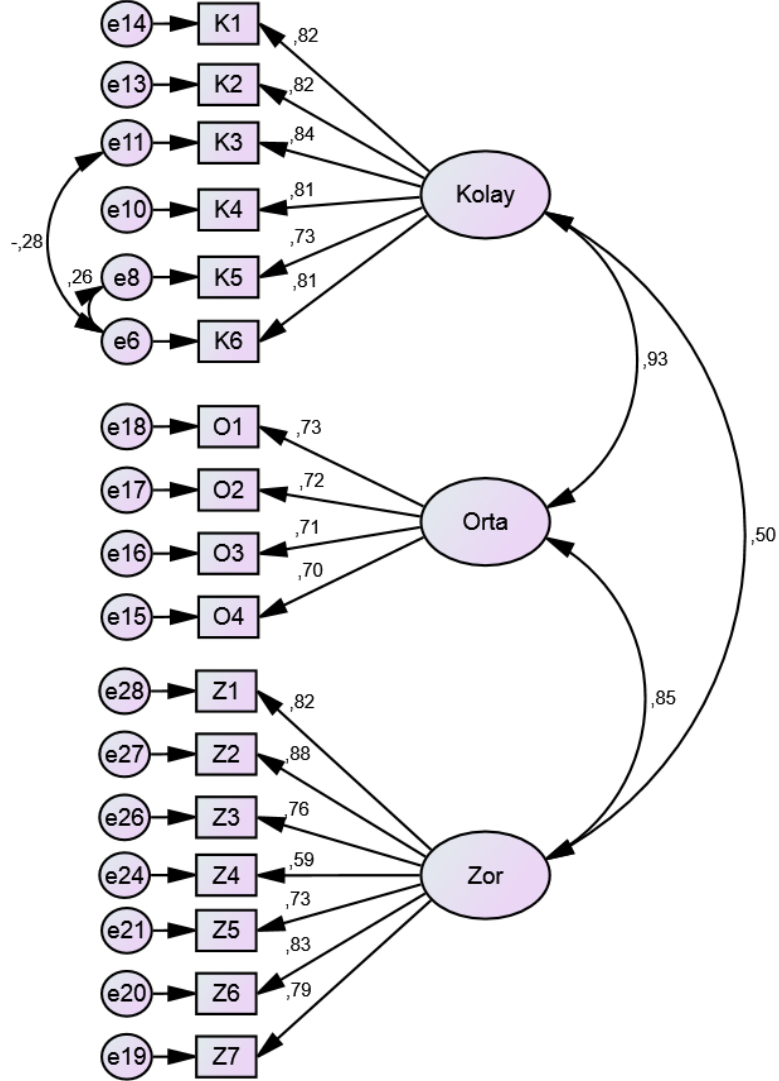 e14 K1 ,82
e13 K2 ,82
e11 K3 ,84
e10 K4 ,81
Kolay
-,28
,26 e8 K5 ,73
e6 K6 ,81
,93
e18 O1 ,73
e17 O2 ,72
Orta
e16 O3 ,71
,50
e15 O4 ,70
e28 Z1 ,82
,85
e27 Z2 ,88
e26 Z3 ,76
e24 Z4 ,59
Zor
e21 Z5 ,73
e20 Z6 ,83
e19 Z7 ,79